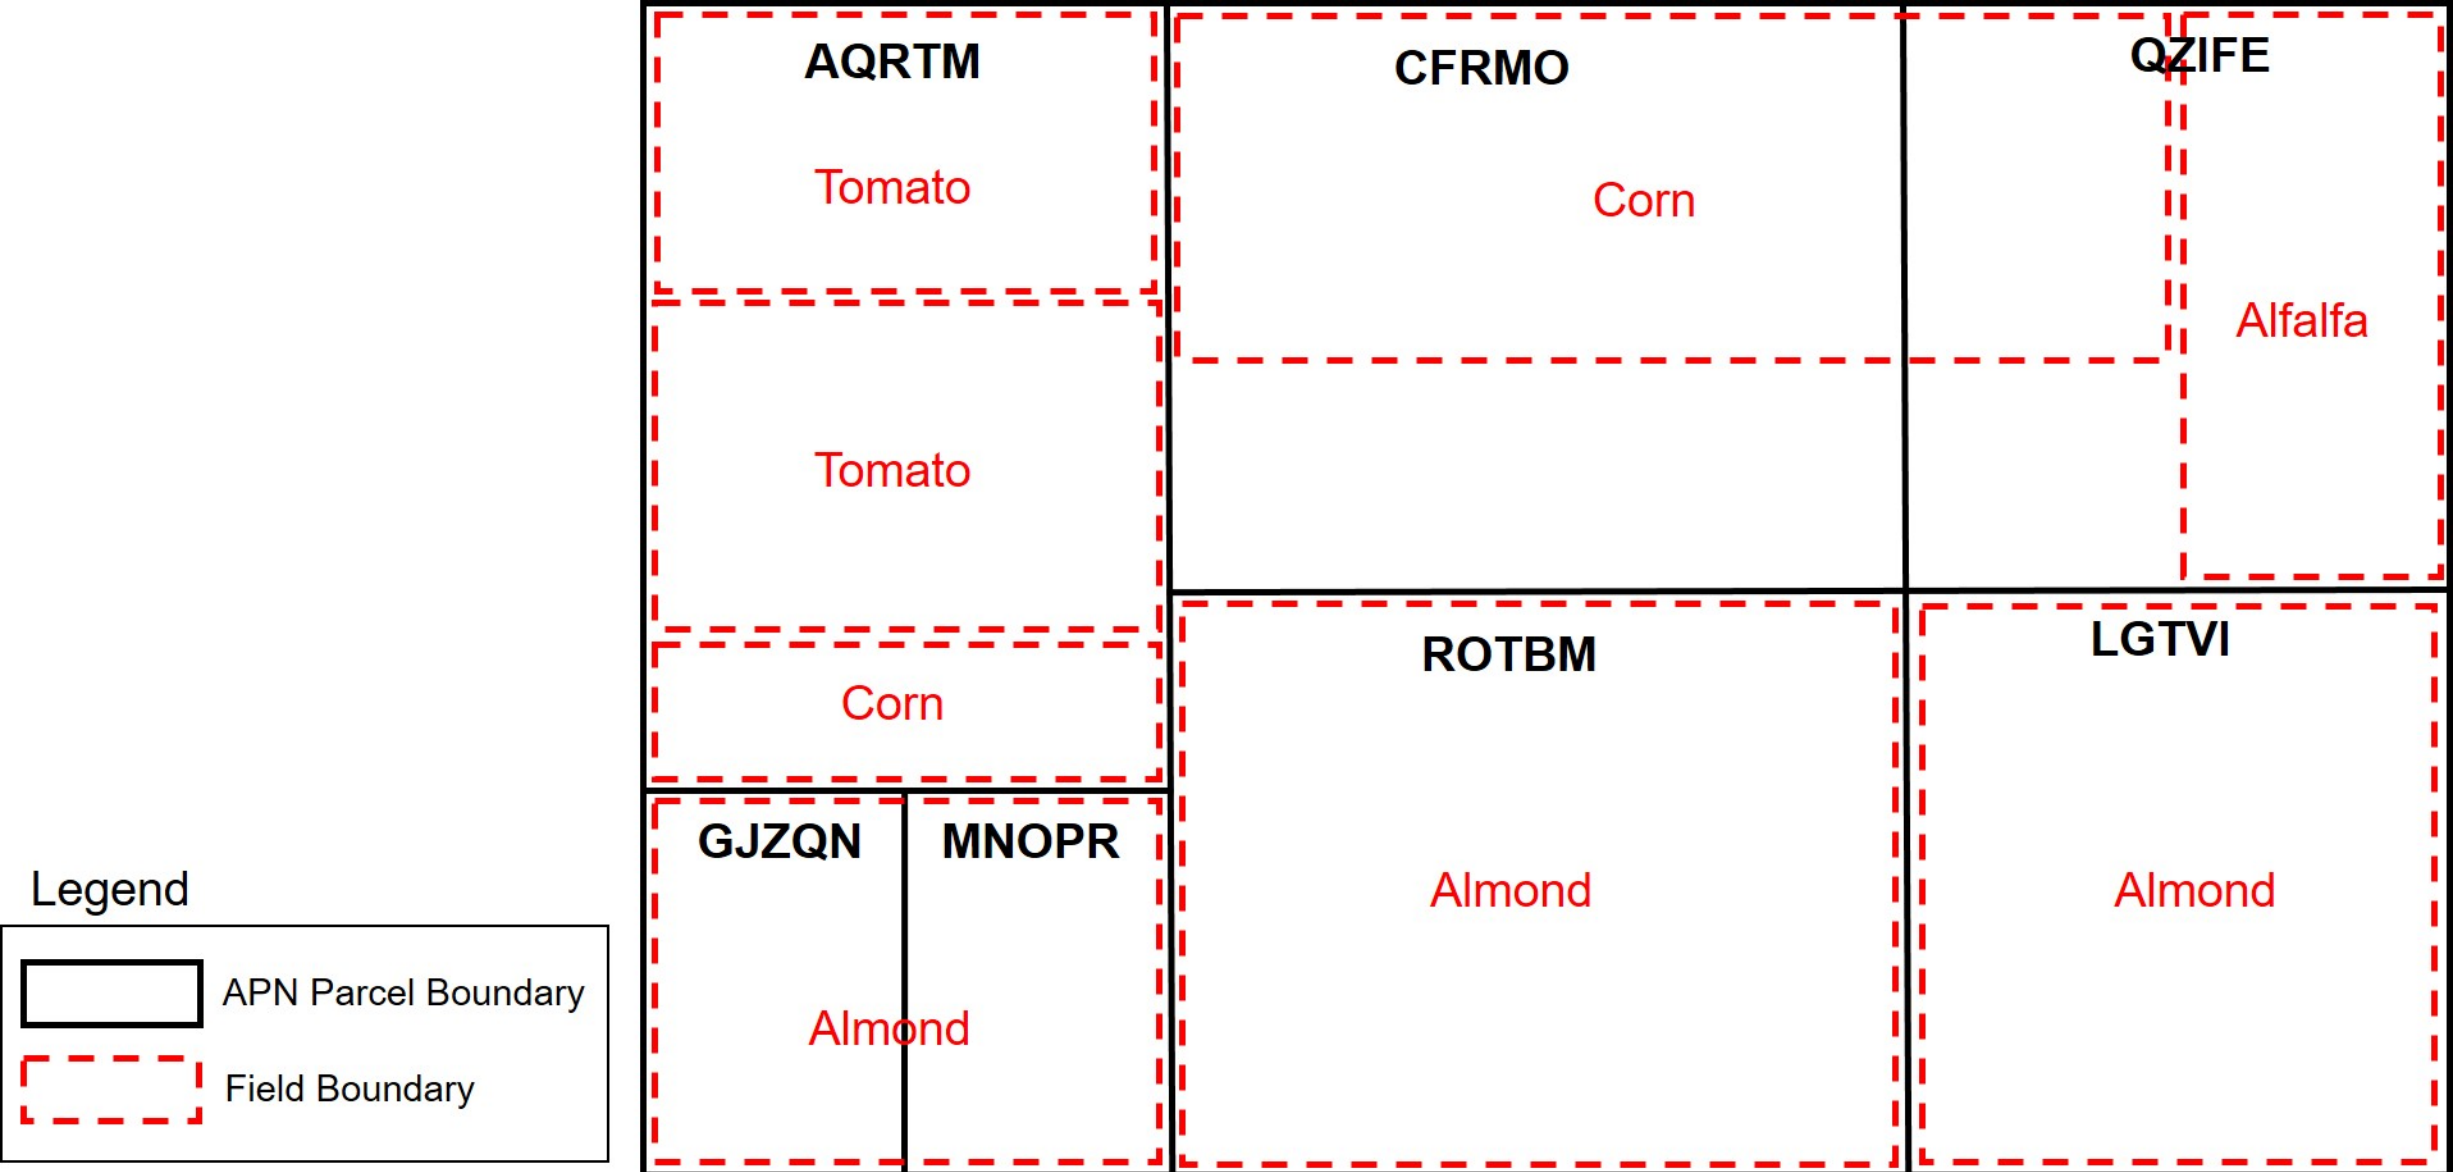 AQRTM
CFRMO
QZIFE
Tomato
Corn
Alfalfa
Tomato
ROTBM
LGTVI
Corn
GJZQN
MNOPR
Almond
Almond
Almond
Legend
APN Parcel Boundary
Field Boundary